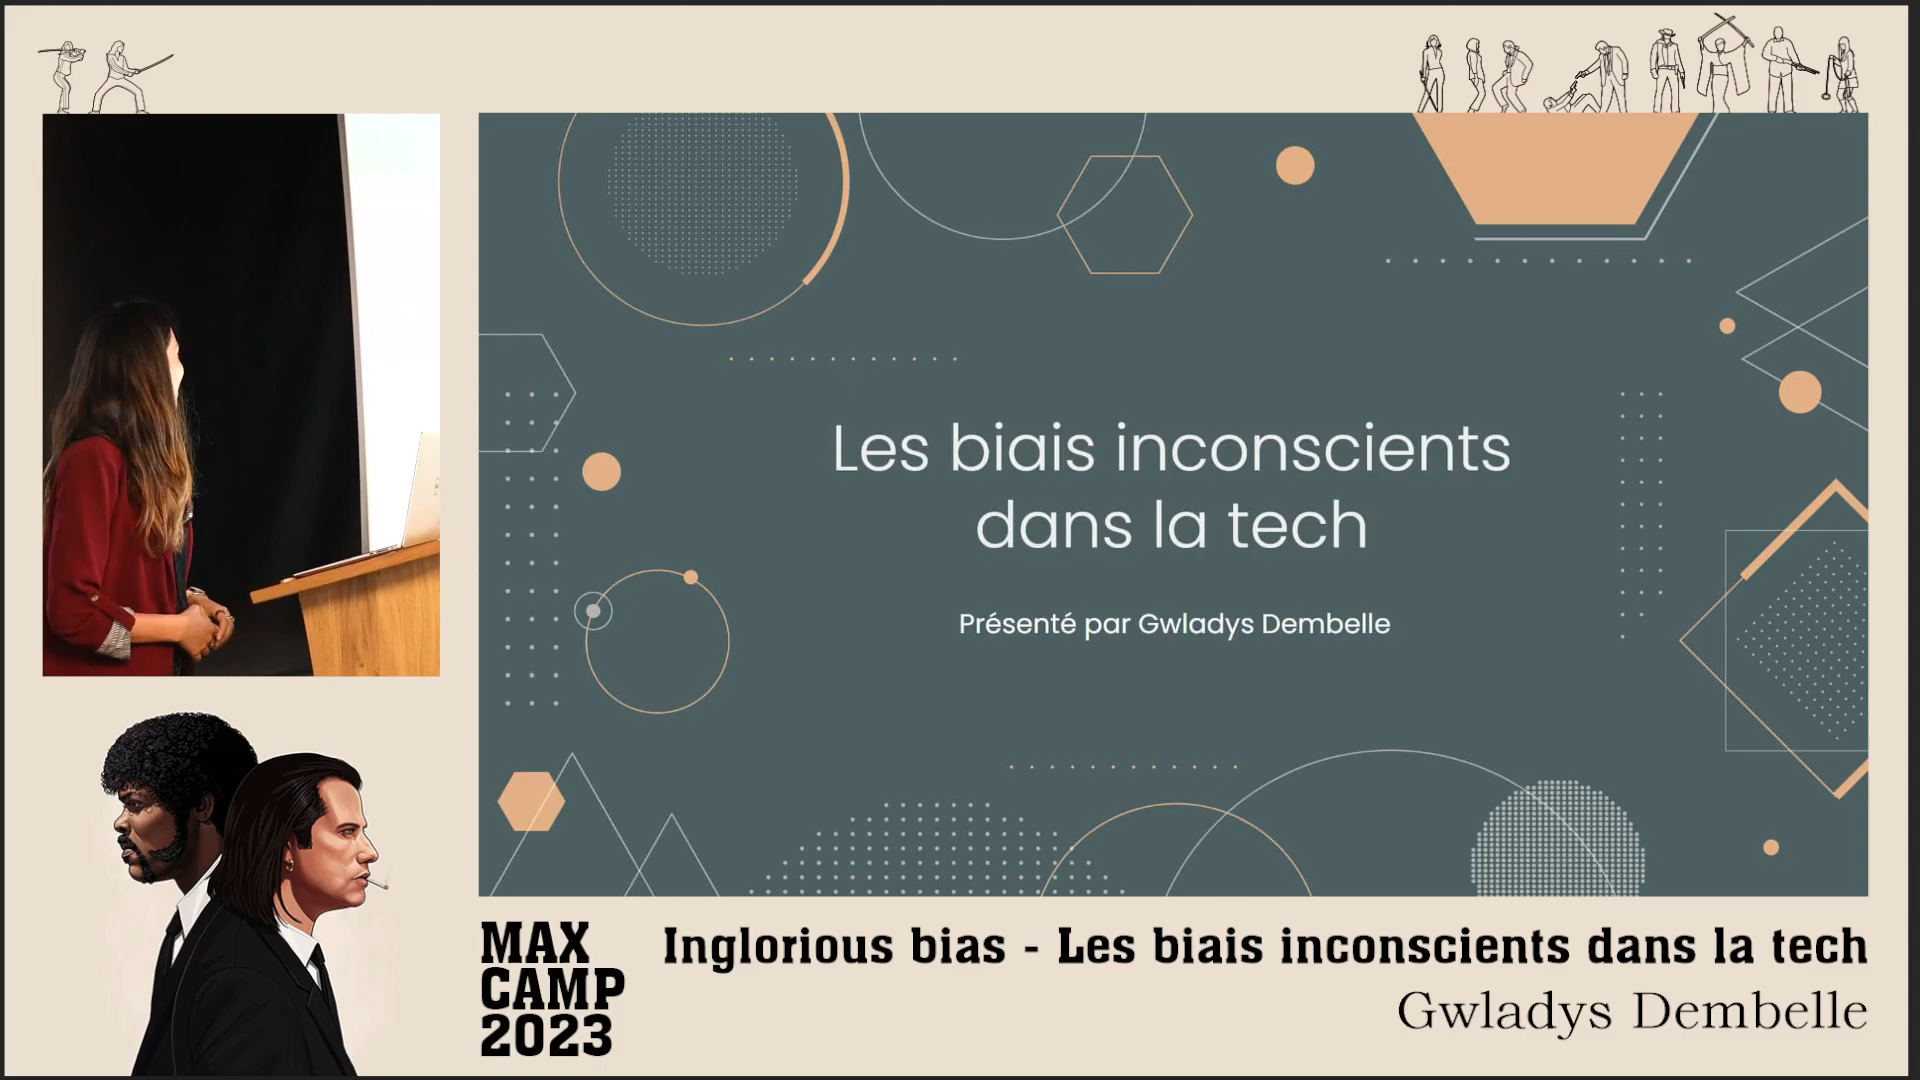 Les biais inconscients
dans la tech
Présenté par Gwladys Dembelle
MAX
CAMP
2023
Inglorious bias - Les biais inconscients dans la tech
Gwladys Dembelle